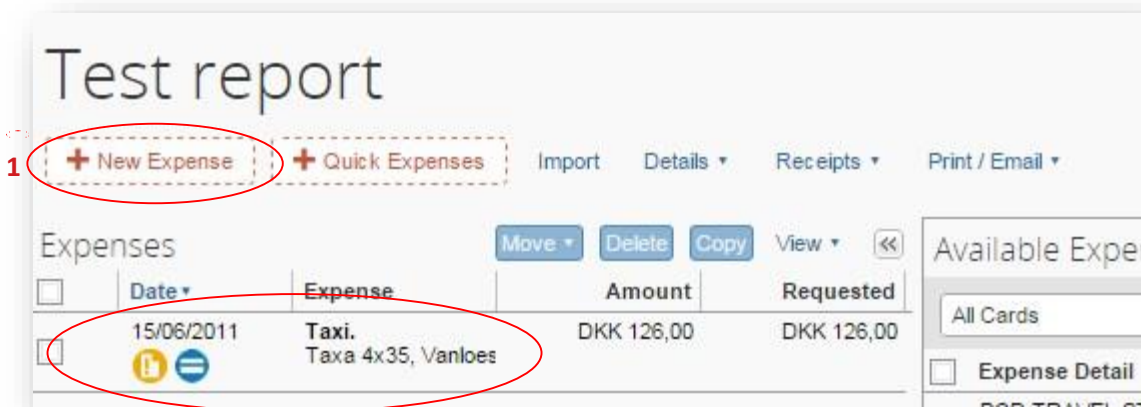 Test report
1 + New Expense + Quick Expenses Import Details ▾ Receipts ▾ Print / Email ▾
Expenses Move ▾ Delete Copy View ▾ « Available
Date ▾ Expense Amount Requested
All Cards
15/06/2011 Taxi. DKK 126,00 DKK 126,00
Taxa 4x35, Vanloes
Expense Detail
TRAVEL